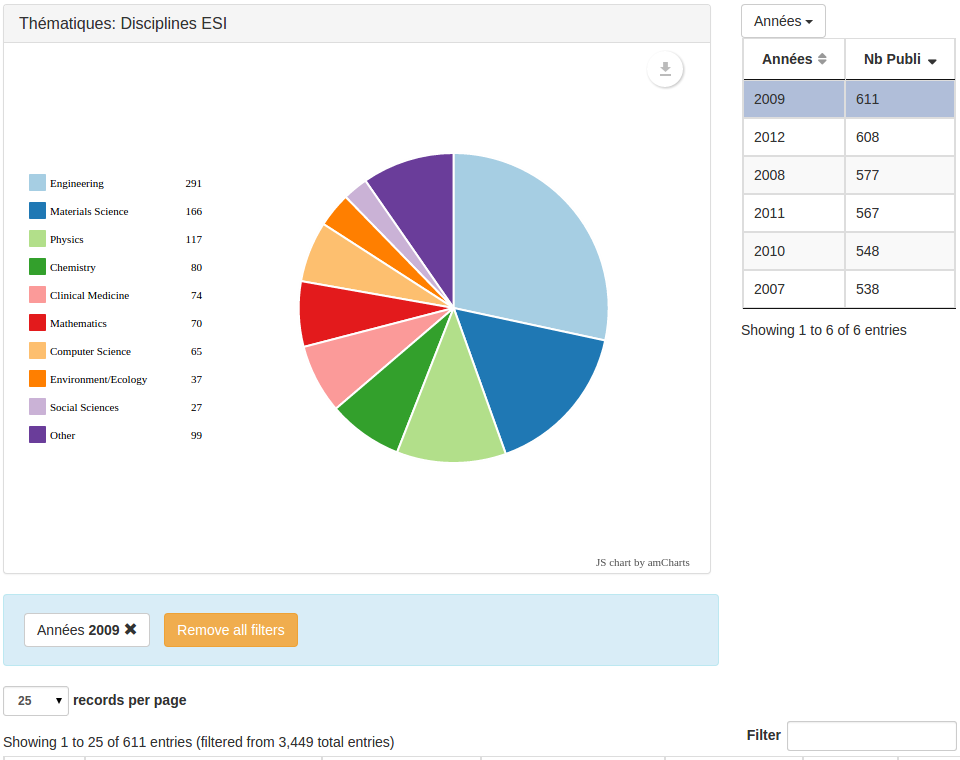 Thématiques: Disciplines ESI
Engineering 291
Materials Science 166
Physics 117
Chemistry 80
Clinical Medicine 74
Mathematics 70
Computer Science 65
Environment/Ecology 37
Social Sciences 27
Other 99
JS chart by amCharts
Années
Années Nb Publi
2009 611
2012 608
2008 577
2011 567
2010 548
2007 538
Showing 1 to 6 of 6 entries
Années 2009 ✖ Remove all filters
25 records per page
Showing 1 to 25 of 611 entries (filtered from 3,449 total entries)
Filter